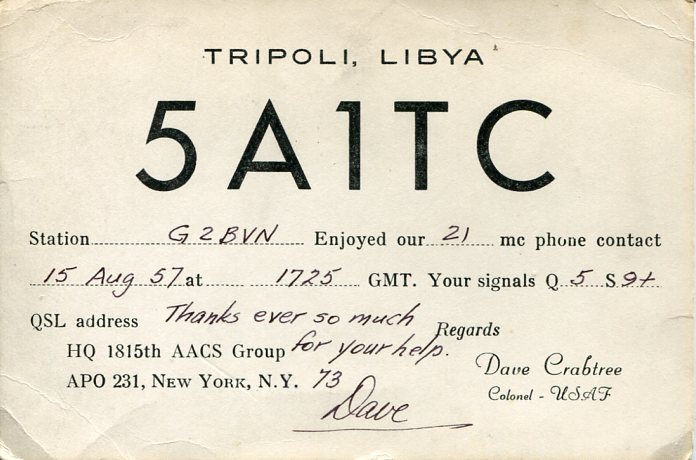 TRIPOLI, LIBYA
5A1TC
Station G2BVN Enjoyed our 21 mc phone contact
15 Aug 57 at 1725 GMT. Your signals Q 5 S 9+
QSL address Thanks ever so much Regards
HQ 1815th AACS Group for your help.
Dave Crabtree
APO 231, New York, N.Y. 73
Colonel - USAF
Dave